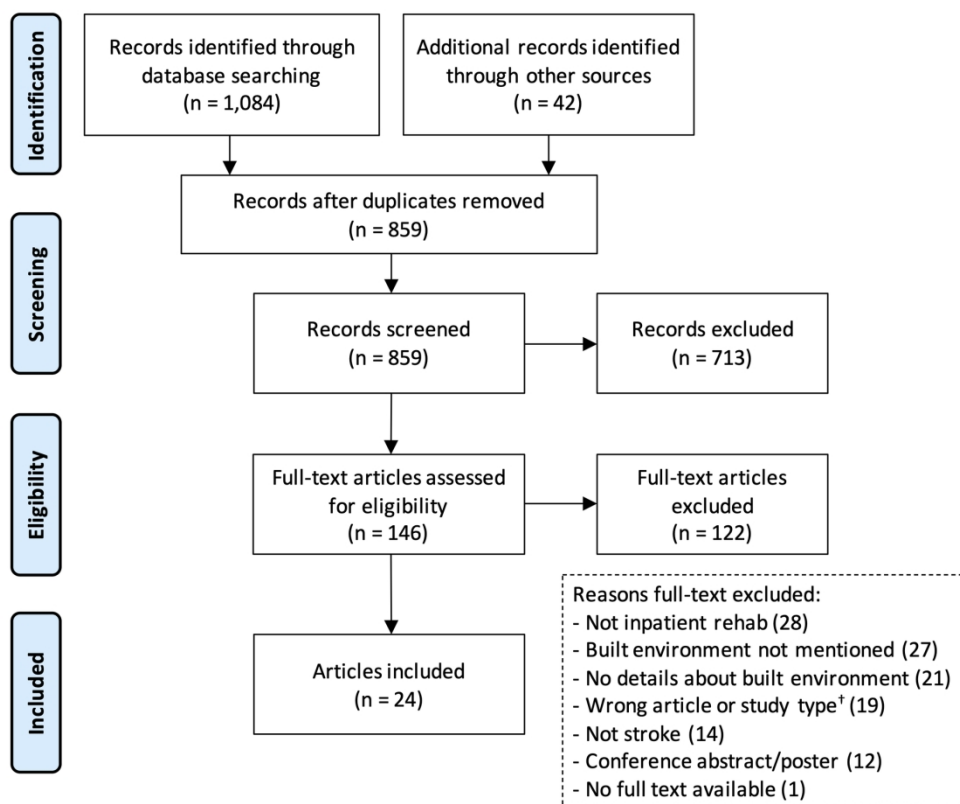 Identification
Records identified through
database searching
(n = 1,084)
Additional records identified
through other sources
(n = 42)
Records after duplicates removed
(n = 859)
Screening
Records screened
(n = 859)
Records excluded
(n = 713)
Eligibility
Full-text articles assessed
for eligibility
(n = 146)
Full-text articles
excluded
(n = 122)
Included
Articles included
(n = 24)
Reasons full-text excluded:
- Not inpatient rehab (28)
- Built environment not mentioned (27)
- No details about built environment (21)
- Wrong article or study type† (19)
- Not stroke (14)
- Conference abstract/poster (12)
- No full text available (1)